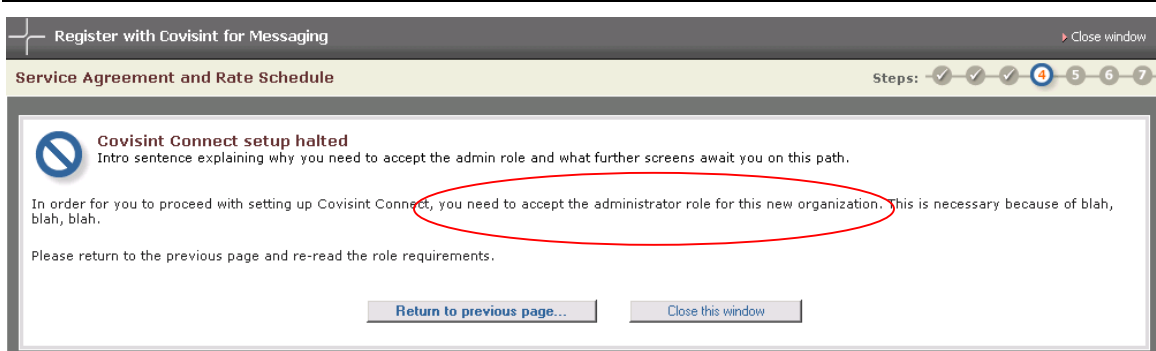 Register with Covisint for Messaging
Close window
Service Agreement and Rate Schedule
Steps: 4 5 6 7
Covisint Connect setup halted
Intro sentence explaining why you need to accept the admin role and what further screens await you on this path.
In order for you to proceed with setting up Covisint Connect, you need to accept the administrator role for this new organization. This is necessary because of blah,
blah, blah.
Please return to the previous page and re-read the role requirements.
Return to previous page...
Close this window